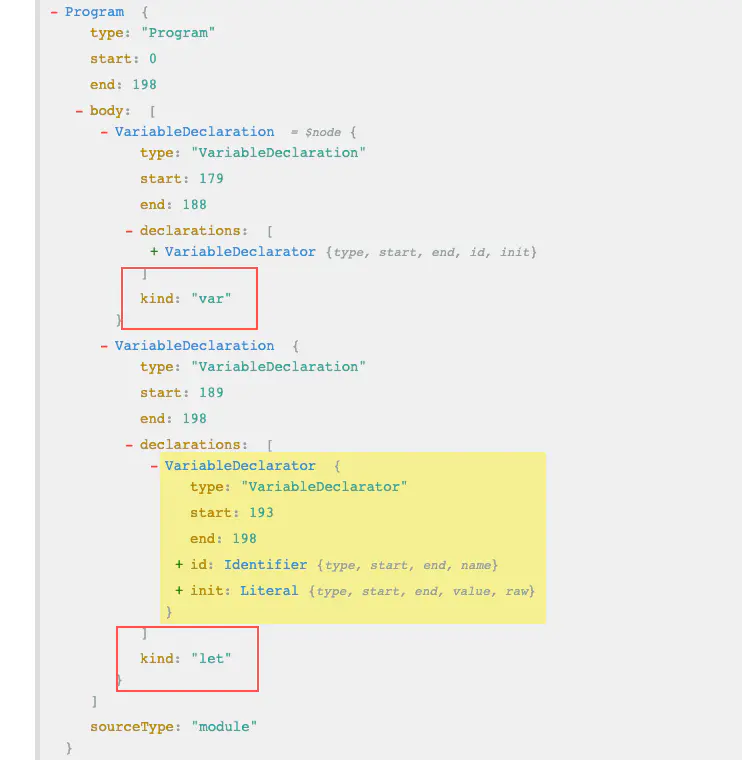 - Program {
type: "Program"
start: 0
end: 198
- body: [
- VariableDeclaration = $node {
type: "VariableDeclaration"
start: 179
end: 188
- declarations: [
+ VariableDeclarator {type, start, end, id, init}
]
kind: "var"
}
- VariableDeclaration {
type: "VariableDeclaration"
start: 189
end: 198
- declarations: [
- VariableDeclarator {
type: "VariableDeclarator"
start: 193
end: 198
+ id: Identifier {type, start, end, name}
+ init: Literal {type, start, end, value, raw}
}
]
kind: "let"
}
]
sourceType: "module"
}